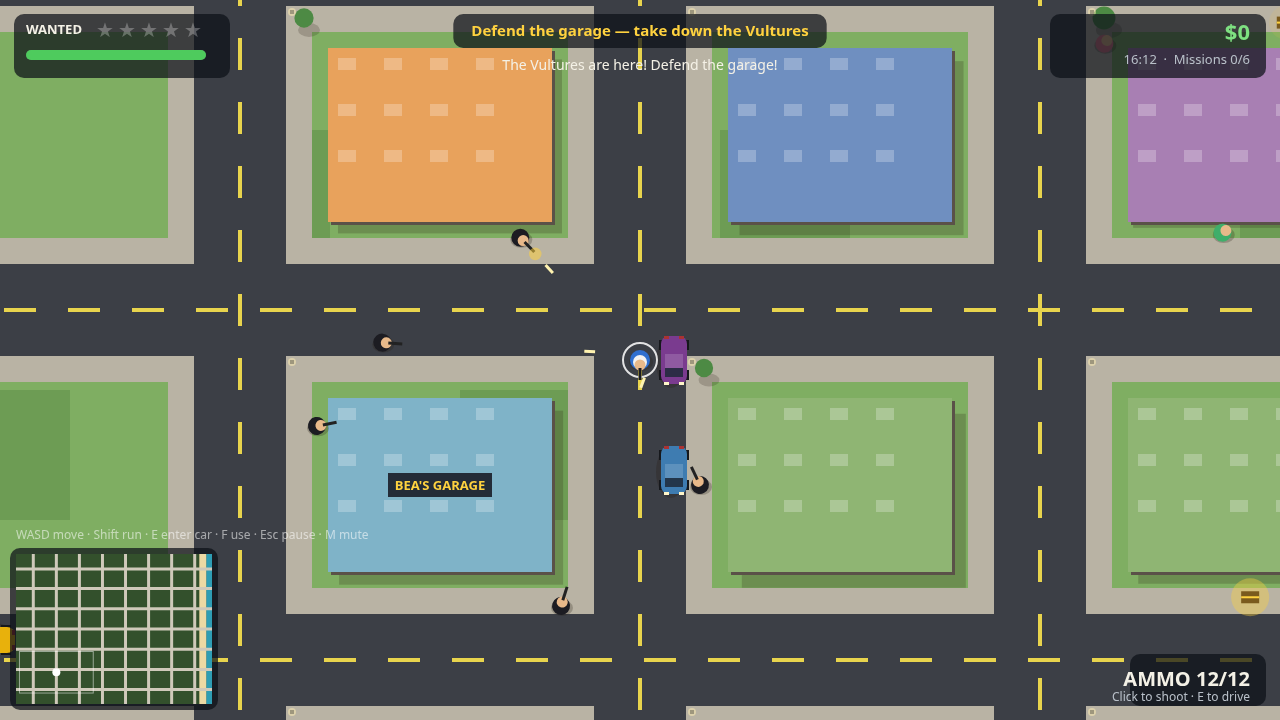 WANTED ★★★★★
Defend the garage — take down the Vultures
The Vultures are here! Defend the garage!
$0
16:12 · Missions 0/6
BEA'S GARAGE
WASD move · Shift run · E enter car · F use · Esc pause · M mute
AMMO 12/12
Click to shoot · E to drive